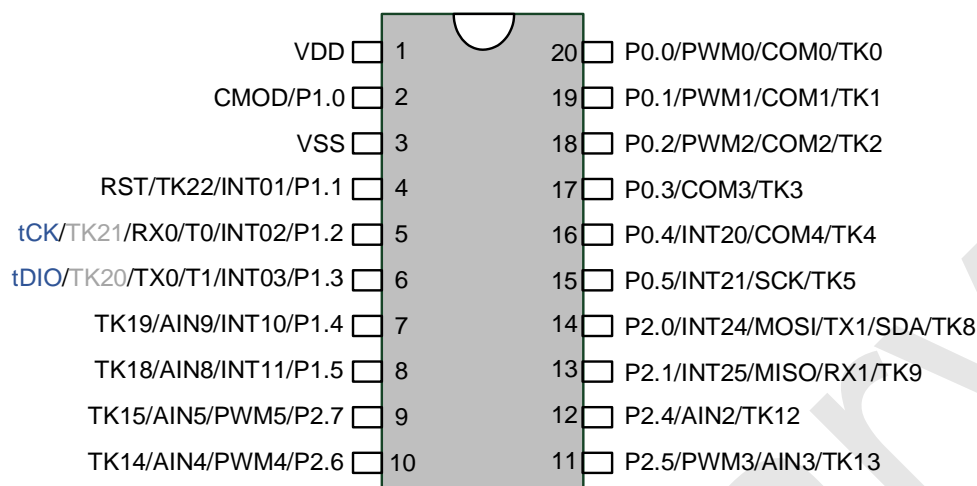 VDD 1 20 P0.0/PWM0/COM0/TK0
CMOD/P1.0 2 19 P0.1/PWM1/COM1/TK1
VSS 3 18 P0.2/PWM2/COM2/TK2
RST/TK22/INT01/P1.1 4 17 P0.3/COM3/TK3
tCK/TK21/RX0/T0/INT02/P1.2 5 16 P0.4/INT20/COM4/TK4
tDIO/TK20/TX0/T1/INT03/P1.3 6 15 P0.5/INT21/SCK/TK5
TK19/AIN9/INT10/P1.4 7 14 P2.0/INT24/MOSI/TX1/SDA/TK8
TK18/AIN8/INT11/P1.5 8 13 P2.1/INT25/MISO/RX1/TK9
TK15/AIN5/PWM5/P2.7 9 12 P2.4/AIN2/TK12
TK14/AIN4/PWM4/P2.6 10 11 P2.5/PWM3/AIN3/TK13